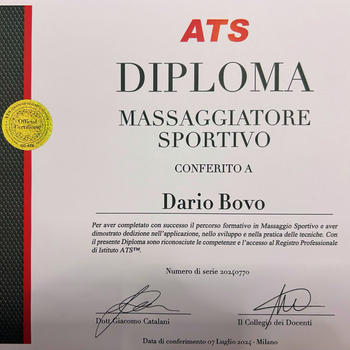 ATS
DIPLOMA
MASSAGGIATORE
SPORTIVO
CONFERITO A
Official
Certificate
Dario Bovo
Per aver completato con successo il percorso formativo in Massaggio Sportivo e aver
dimostrato dedizione nell'applicazione, nello sviluppo e nella pratica delle tecniche. Con
il presente Diploma sono riconosciute le competenze e l'accesso al Registro Professionale
di Istituto ATS™.
Numero di serie 20240770
Dott.Giacomo Catalani
Il Collegio dei Docenti
Data di conferimento 07 Luglio 2024 - Milano